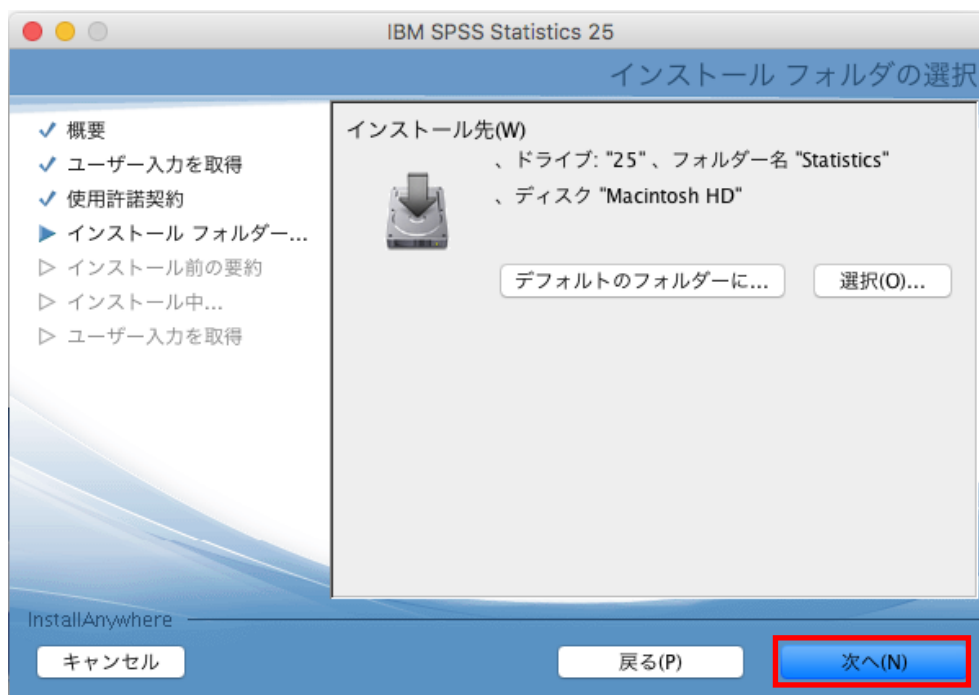 IBM SPSS Statistics 25
インストール フォルダの選択
概要
ユーザー入力を取得
使用許諾契約
インストール フォルダー...
インストール前の要約
インストール中...
ユーザー入力を取得
インストール先(W)
、ドライブ: "25" 、フォルダー名 "Statistics"
、ディスク "Macintosh HD"
デフォルトのフォルダーに...
選択(O)...
InstallAnywhere
キャンセル
戻る(P)
次へ(N)